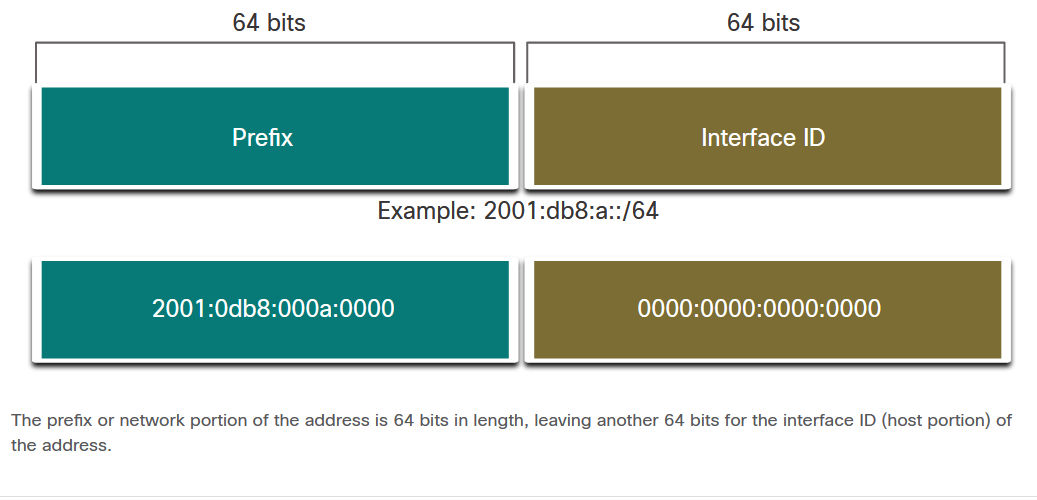 64 bits
64 bits
Prefix
Interface ID
Example: 2001:db8:a::/64
2001:0db8:000a:0000
0000:0000:0000:0000
The prefix or network portion of the address is 64 bits in length, leaving another 64 bits for the interface ID (host portion) of
the address.